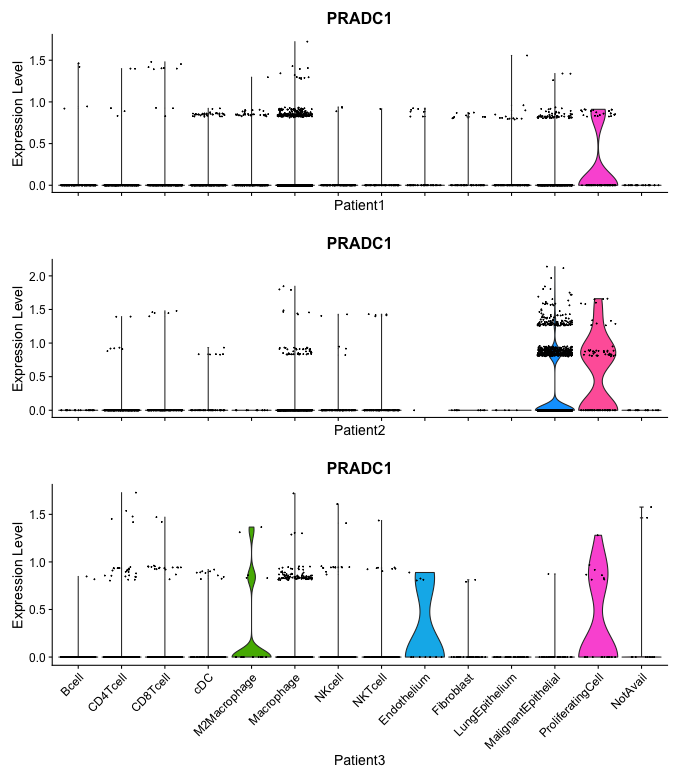 PRADC1
Expression Level
1.5
1.0
0.5
0.0
Patient1
PRADC1
Expression Level
2.0
1.5
1.0
0.5
0.0
Patient2
PRADC1
Expression Level
1.5
1.0
0.5
0.0
Bcell
CD4Tcell
CD8Tcell
cDC
M2Macrophage
Macrophage
NKcell
NKTcell
Endothelium
Fibroblast
LungEpithelium
MalignantEpithelial
ProliferatingCell
NotAvail
Patient3